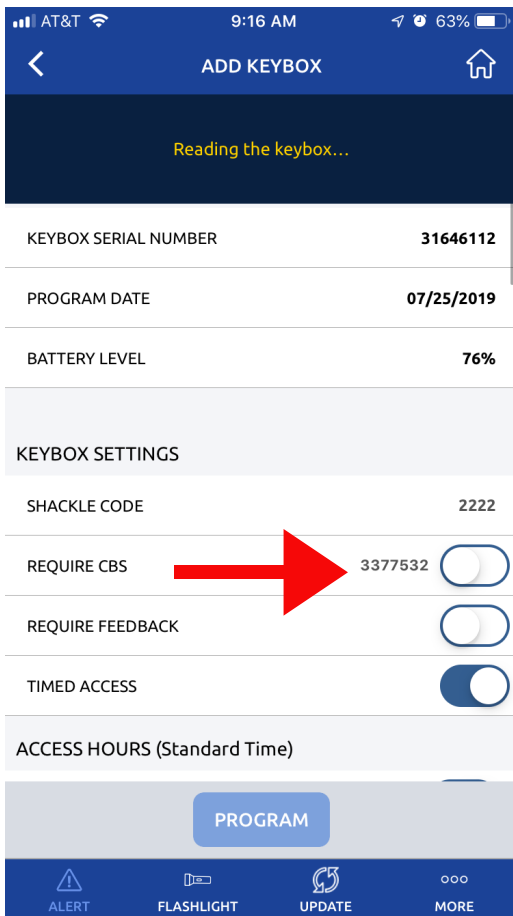 AT&T 9:16 AM 63%
ADD KEYBOX
Reading the keybox...
KEYBOX SERIAL NUMBER 31646112
PROGRAM DATE 07/25/2019
BATTERY LEVEL 76%
KEYBOX SETTINGS
SHACKLE CODE 2222
REQUIRE CBS 3377532
REQUIRE FEEDBACK
TIMED ACCESS
ACCESS HOURS (Standard Time)
PROGRAM
ALERT FLASHLIGHT UPDATE MORE